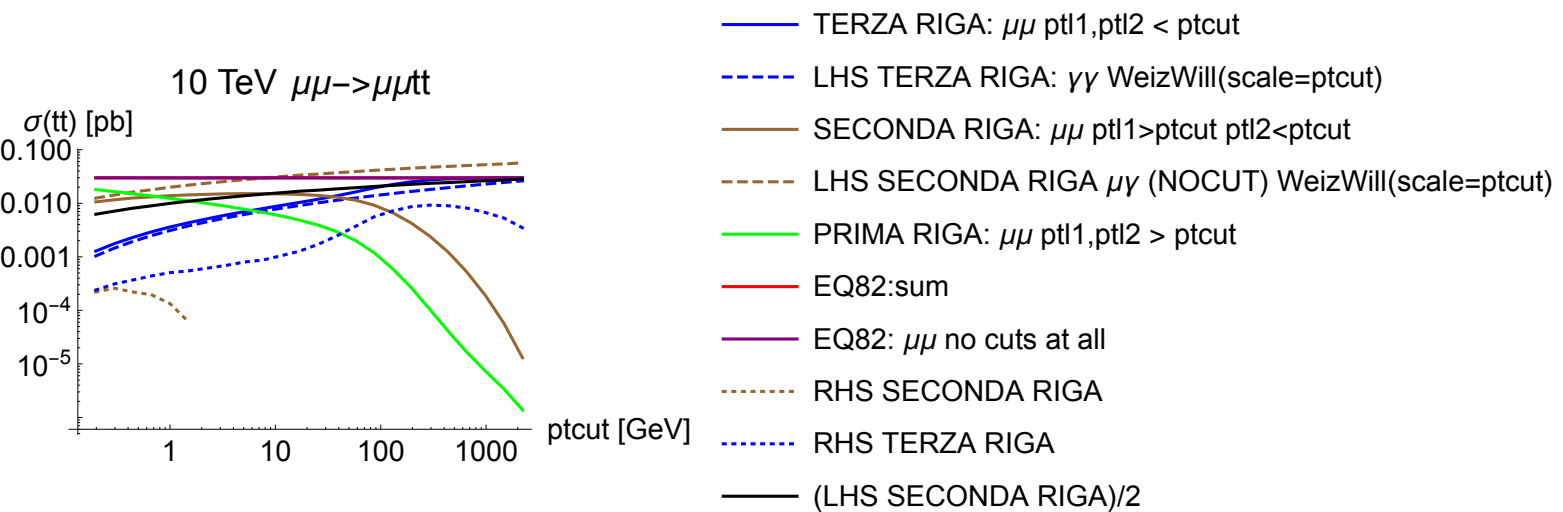 10 TeV μμ->μμtt
σ(tt) [pb]
0.100
0.010
0.001
10⁻⁴
10⁻⁵
1 10 100 1000
ptcut [GeV]
TERZA RIGA: μμ ptl1,ptl2 < ptcut
LHS TERZA RIGA: γγ WeizWill(scale=ptcut)
SECONDA RIGA: μμ ptl1>ptcut ptl2<ptcut
LHS SECONDA RIGA μγ (NOCUT) WeizWill(scale=ptcut)
PRIMA RIGA: μμ ptl1,ptl2 > ptcut
EQ82:sum
EQ82: μμ no cuts at all
RHS SECONDA RIGA
RHS TERZA RIGA
(LHS SECONDA RIGA)/2